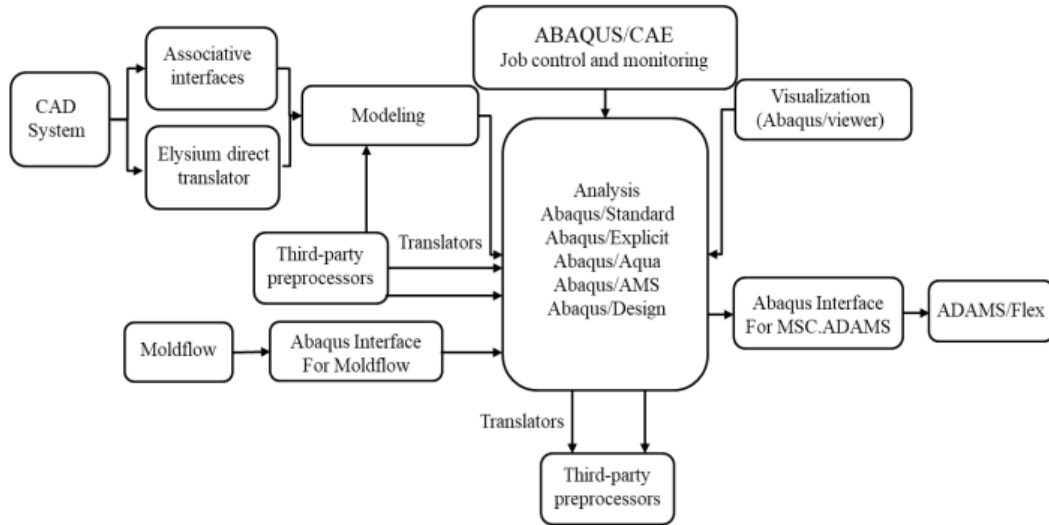 ABAQUS/CAE
Job control and monitoring
Associative
interfaces
CAD
System
Elysium direct
translator
Modeling
Visualization
(Abaqus/viewer)
Analysis
Abaqus/Standard
Abaqus/Explicit
Abaqus/Aqua
Abaqus/AMS
Abaqus/Design
Third-party
preprocessors
Translators
Moldflow
Abaqus Interface
For Moldflow
Abaqus Interface
For MSC.ADAMS
ADAMS/Flex
Translators
Third-party
preprocessors